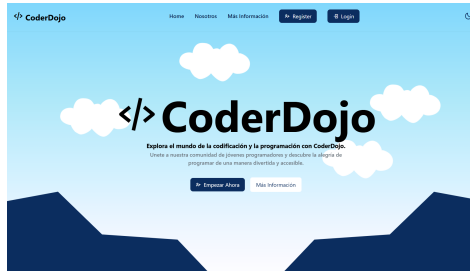 </> CoderDojo
Home Nosotros Más Información Register Login
</> CoderDojo
Explora el mundo de la codificación y la programación con CoderDojo.
Únete a nuestra comunidad de jóvenes programadores y descubre la alegría de
programar de una manera divertida y accesible.
Empezar Ahora Más Información